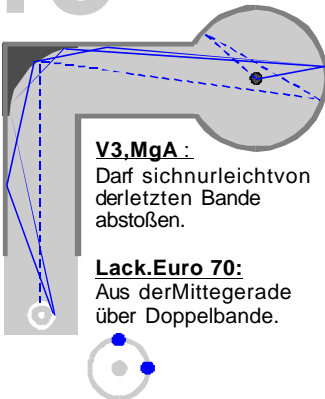 V3,MgA :
Darf sichnurleichtvon
derletzten Bande
abstoßen.
Lack.Euro 70:
Aus derMittegerade
über Doppelbande.